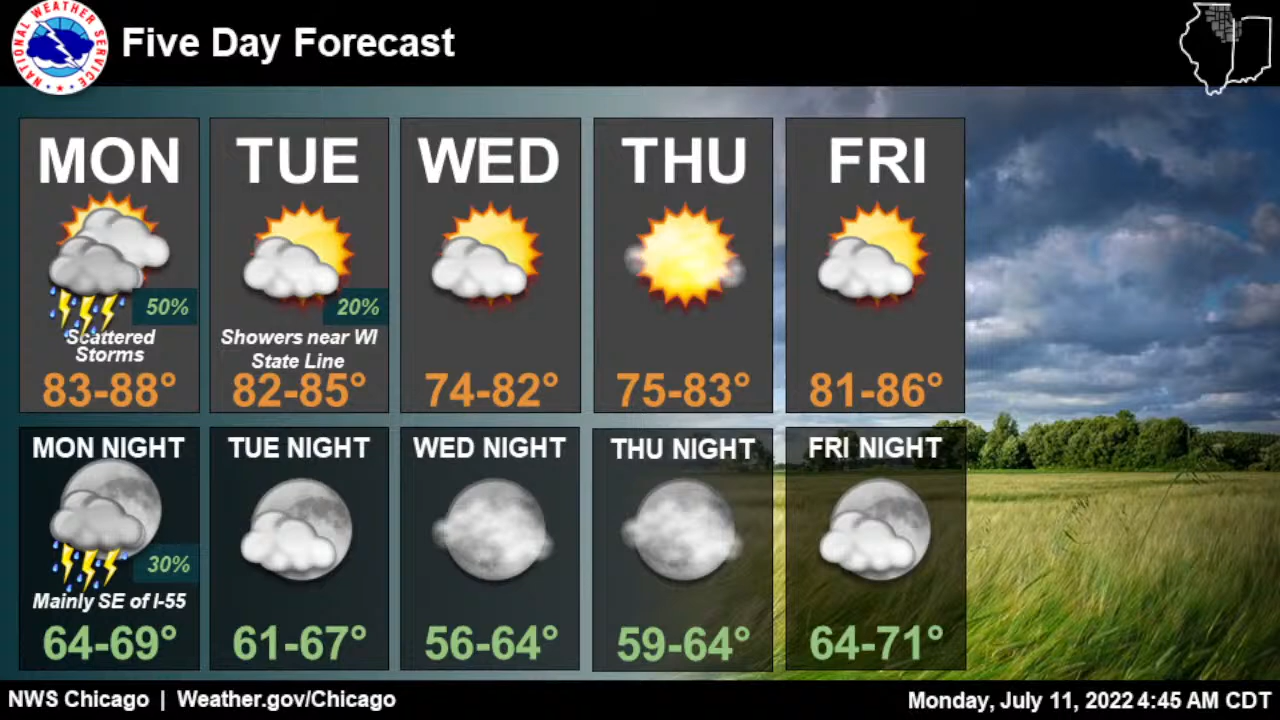 NATIONAL WEATHER SERVICE
Five Day Forecast
MON
50%
Scattered
Storms
83-88°
TUE
20%
Showers near WI
State Line
82-85°
WED
74-82°
THU
75-83°
FRI
81-86°
MON NIGHT
30%
Mainly SE of I-55
64-69°
TUE NIGHT
61-67°
WED NIGHT
56-64°
THU NIGHT
59-64°
FRI NIGHT
64-71°
NWS Chicago | Weather.gov/Chicago
Monday, July 11, 2022 4:45 AM CDT